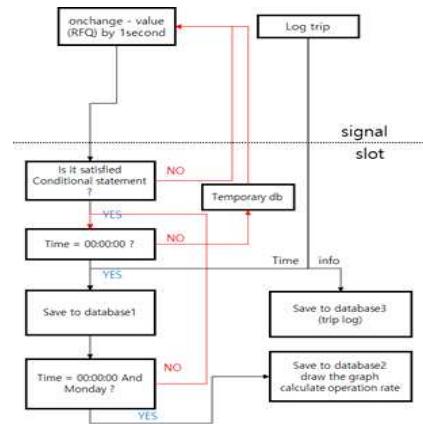 onchange - value
(RFQ) by 1second
Log trip
signal
slot
Is it satisfied
Conditional statement
?
NO
YES
Temporary db
Time = 00:00:00 ?
NO
YES
Time info
Save to database1
Save to database3
(trip log)
Time = 00:00:00 And
Monday ?
NO
YES
Save to database2
draw the graph
calculate operation rate